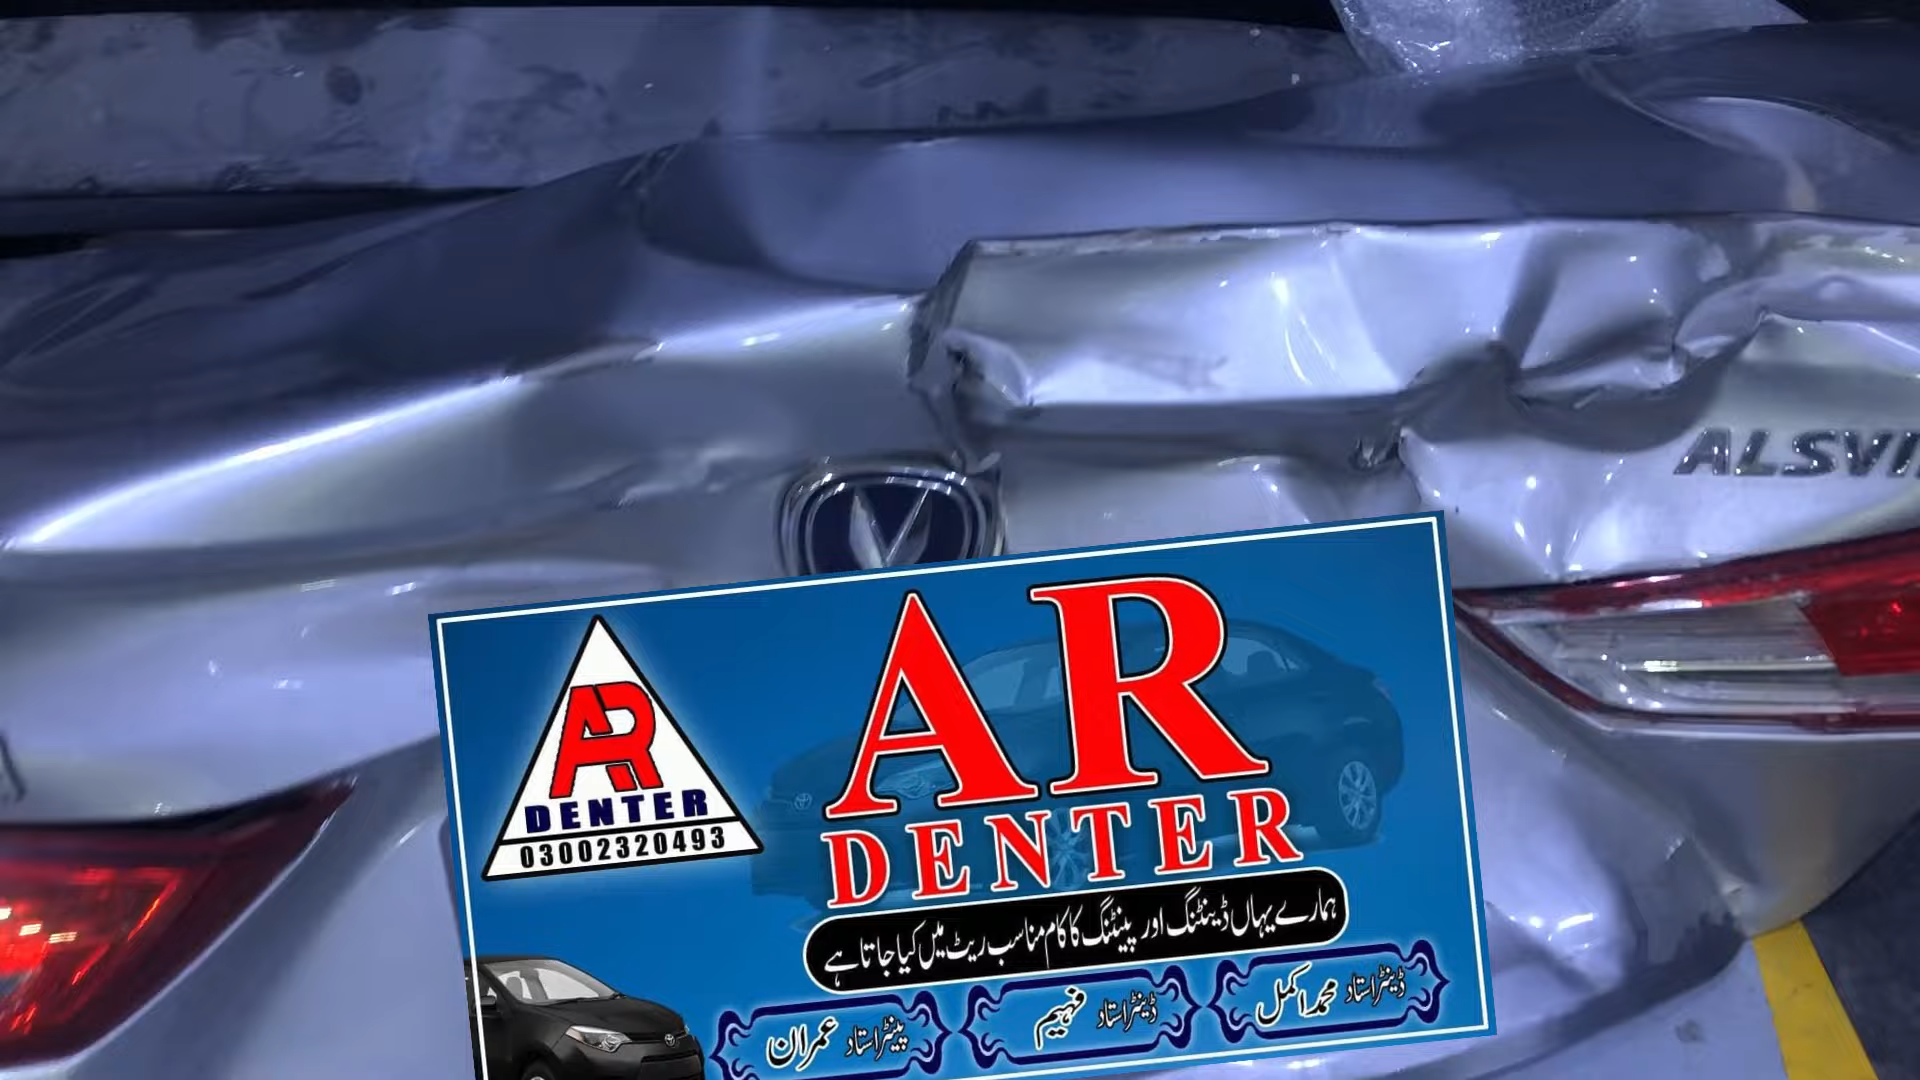 ALSVI
AR
DENTER
03002320493
AR
DENTER
ہمارے یہاں ڈینٹنگ اور پینٹنگ کا کام مناسب ریٹ میں کیا جاتا ہے
ڈینٹر استاد محمد اکمل
ڈینٹر استاد فہیم
پینٹر استاد عمران